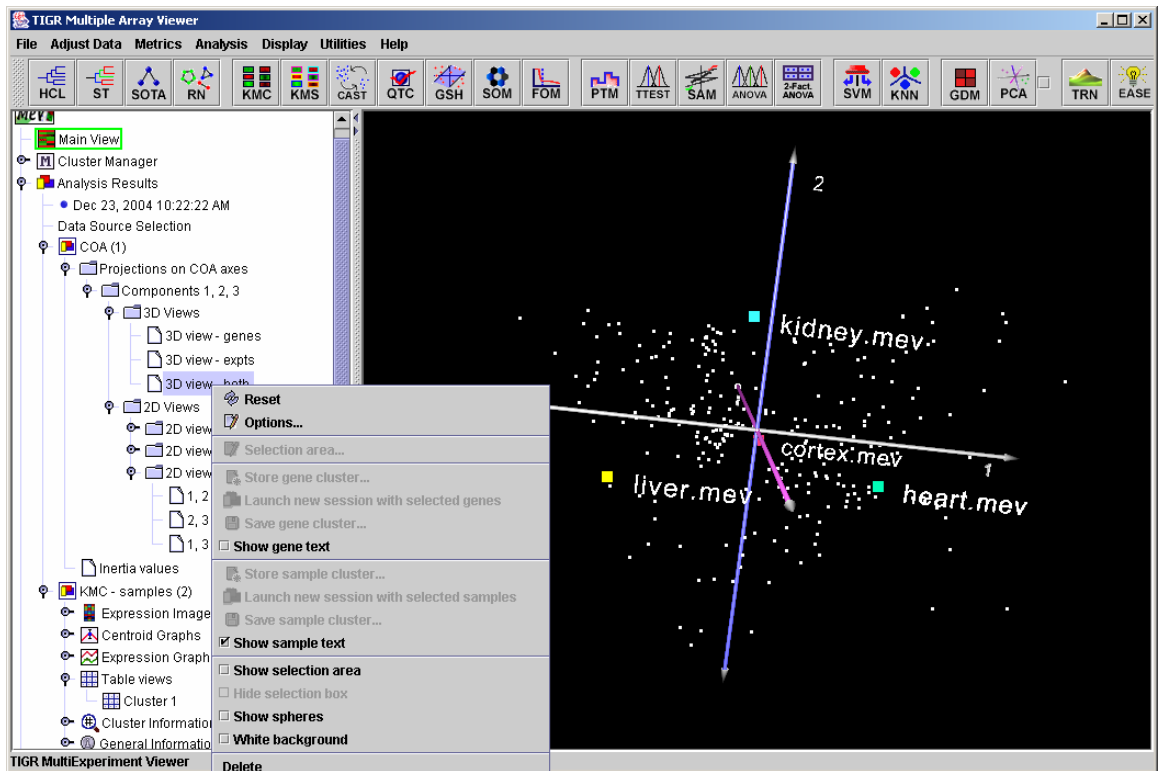 TIGR Multiple Array Viewer
File Adjust Data Metrics Analysis Display Utilities Help
HCL ST SOTA RN KMC KMS CAST QTC GSH SOM FOM PTM TTEST SAM ANOVA 2-Fact. ANOVA SVM KNN GDM PCA TRN EASE
MeV
Main View
M Cluster Manager
Analysis Results
Dec 23, 2004 10:22:22 AM
Data Source Selection
COA (1)
Projections on COA axes
Components 1, 2, 3
3D Views
3D view - genes
3D view - expts
3D view - both
2D Views
2D view
2D view
2D view
1, 2
2, 3
1, 3
Inertia values
KMC - samples (2)
Expression Image
Centroid Graphs
Expression Graph
Table views
Cluster 1
Cluster Informatio
General Informatio
Reset
Options...
Selection area...
Store gene cluster...
Launch new session with selected genes
Save gene cluster...
Show gene text
Store sample cluster...
Launch new session with selected samples
Save sample cluster...
Show sample text
Show selection area
Hide selection box
Show spheres
White background
Delete
2
kidney.mev
cortex.mev
1
liver.mev
heart.mev
TIGR MultiExperiment Viewer